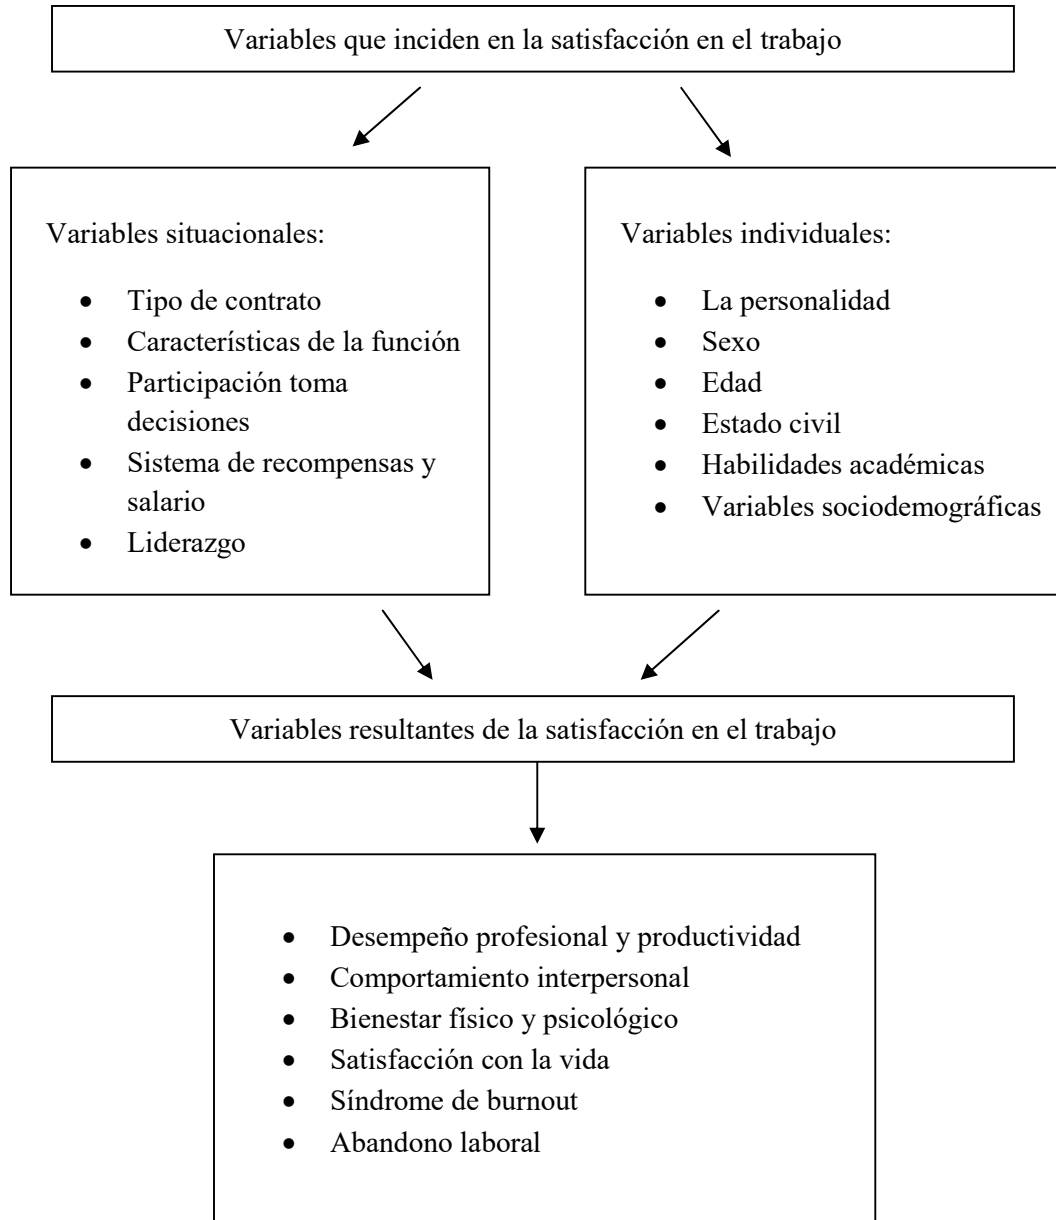 Variables que inciden en la satisfacción en el trabajo
Variables situacionales:
• Tipo de contrato
• Características de la función
• Participación toma
decisiones
• Sistema de recompensas y
salario
• Liderazgo
Variables individuales:
• La personalidad
• Sexo
• Edad
• Estado civil
• Habilidades académicas
• Variables sociodemográficas
Variables resultantes de la satisfacción en el trabajo
• Desempeño profesional y productividad
• Comportamiento interpersonal
• Bienestar físico y psicológico
• Satisfacción con la vida
• Síndrome de burnout
• Abandono laboral